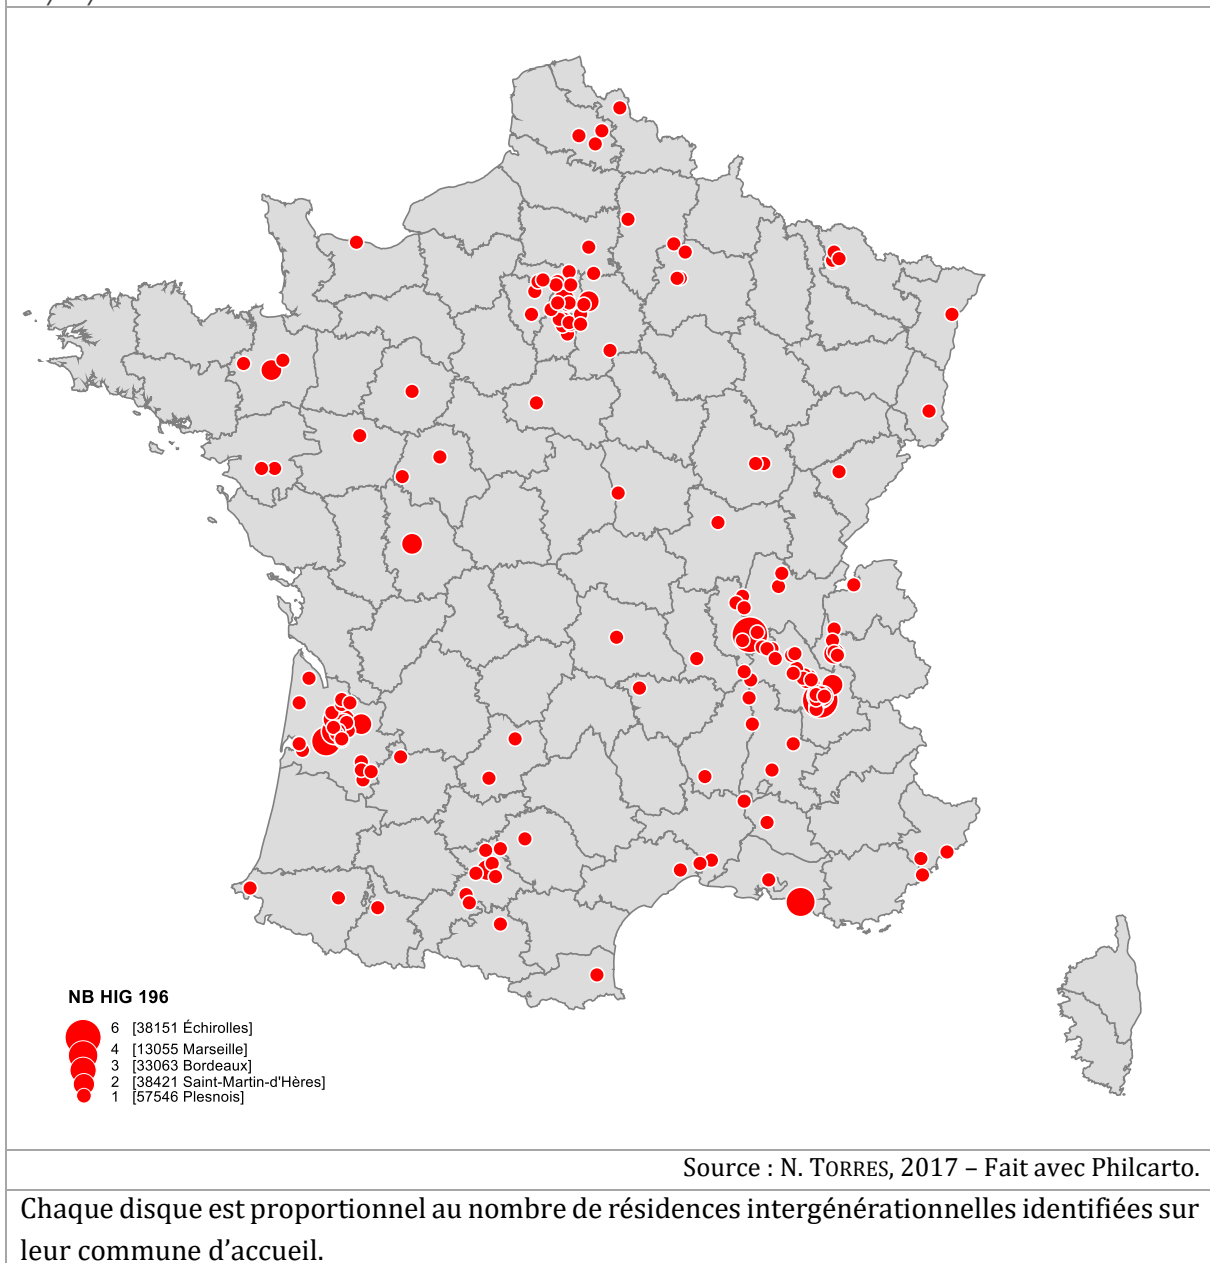 NB HIG 196
6 [38151 Échirolles]
4 [13055 Marseille]
3 [33063 Bordeaux]
2 [38421 Saint-Martin-d'Hères]
1 [57546 Plesnois]
Source : N. TORRES, 2017 – Fait avec Philcarto.
Chaque disque est proportionnel au nombre de résidences intergénérationnelles identifiées sur
leur commune d'accueil.